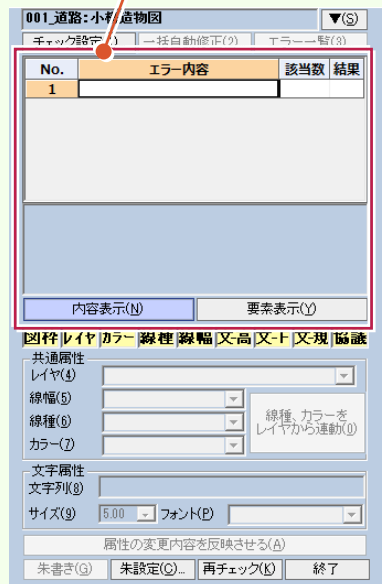 001_道路:小構造物図 ▼(S)
チェック設定(1) 一括自動修正(2) エラー一覧(3)
No. エラー内容 該当数 結果
1
内容表示(N) 要素表示(Y)
図枠 レイヤ カラー 線種 線幅 文-高 文-ト 文-規 協議
共通属性
レイヤ(4)
線幅(5)
線種(6)
カラー(7)
線種、カラーを
レイヤから連動(0)
文字属性
文字列(8)
サイズ(9) 5.00 フォント(P)
属性の変更内容を反映させる(A)
朱書き(G) 朱設定(C)... 再チェック(K) 終了